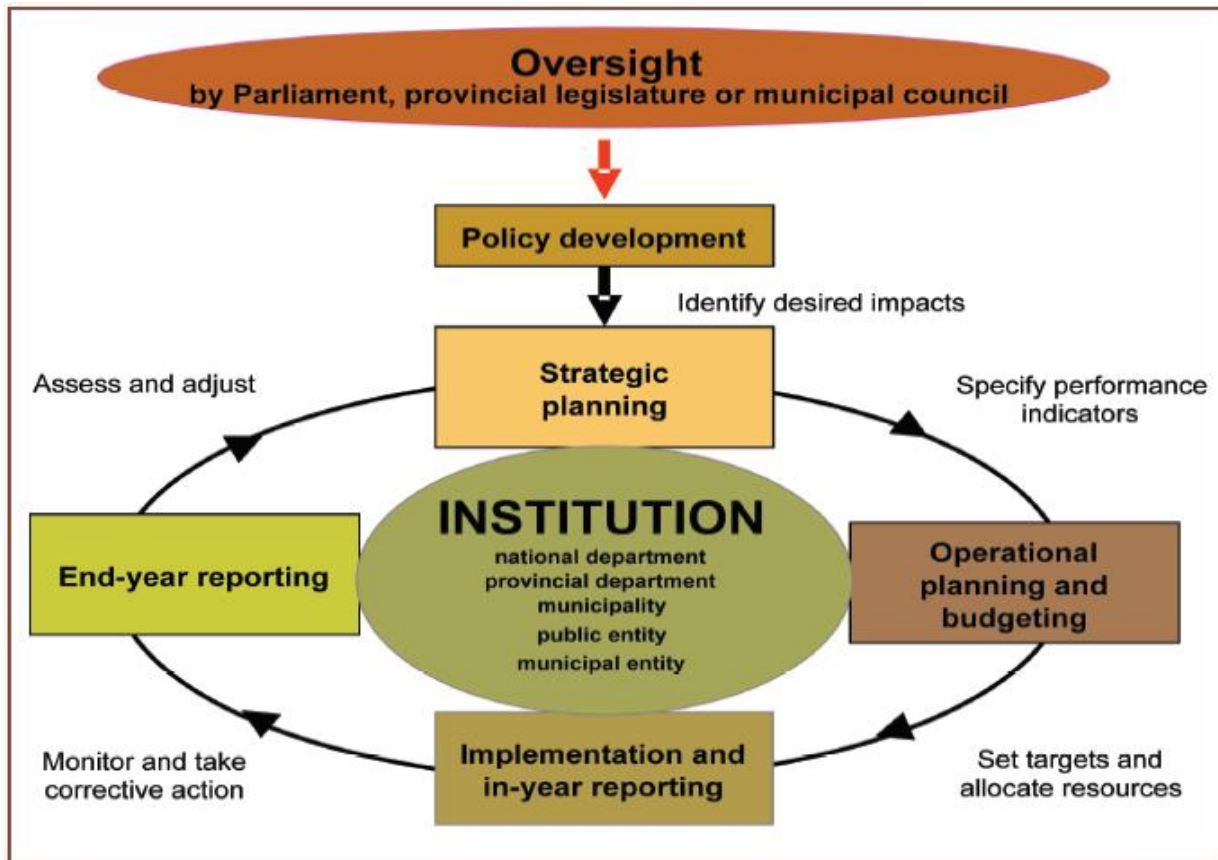 Oversight
by Parliament, provincial legislature or municipal council
Policy development
Identify desired impacts
Strategic
planning
Assess and adjust
Specify performance
indicators
INSTITUTION
national department
provincial department
municipality
public entity
municipal entity
End-year reporting
Operational
planning and
budgeting
Implementation and
in-year reporting
Monitor and take
corrective action
Set targets and
allocate resources